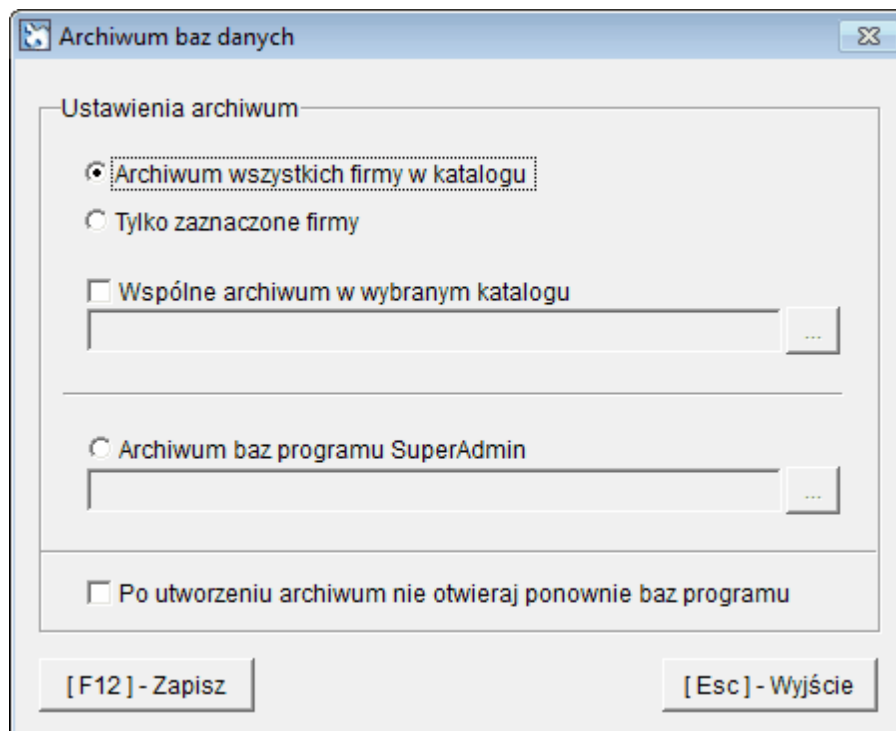 Archiwum baz danych
Ustawienia archiwum
Archiwum wszystkich firmy w katalogu
Tylko zaznaczone firmy
Wspólne archiwum w wybranym katalogu
...
Archiwum baz programu SuperAdmin
...
Po utworzeniu archiwum nie otwieraj ponownie baz programu
[ F12 ] - Zapisz
[ Esc ] - Wyjście